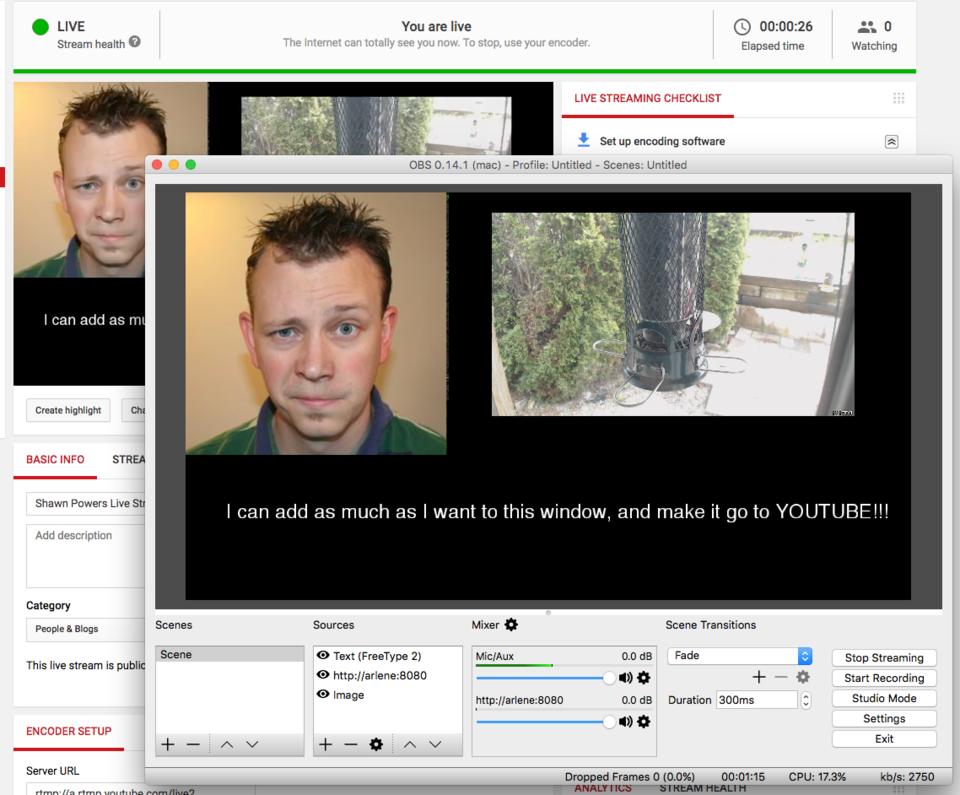 LIVE
Stream health ?
You are live
The Internet can totally see you now. To stop, use your encoder.
00:00:26
Elapsed time
0
Watching
LIVE STREAMING CHECKLIST
Set up encoding software
OBS 0.14.1 (mac) - Profile: Untitled - Scenes: Untitled
I can add as mu
I can add as much as I want to this window, and make it go to YOUTUBE!!!
Create highlight
Cha
BASIC INFO
STREA
Shawn Powers Live Str
Add description
Category
People & Blogs
This live stream is public
ENCODER SETUP
Server URL
rtmp://a.rtmp.youtube.com/live2
Scenes
Scene
Sources
Text (FreeType 2)
http://arlene:8080
Image
Mixer
Mic/Aux
0.0 dB
http://arlene:8080
0.0 dB
Scene Transitions
Fade
Duration
300ms
Stop Streaming
Start Recording
Studio Mode
Settings
Exit
Dropped Frames 0 (0.0%)
00:01:15
CPU: 17.3%
kb/s: 2750
ANALYTICS
STREAM HEALTH